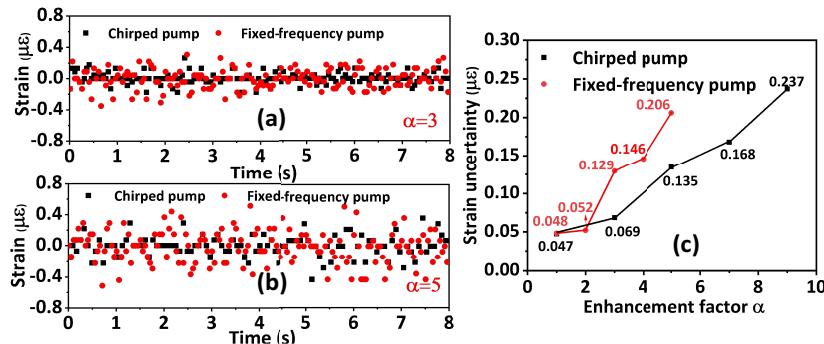 0.8
0.4
0.0
-0.4
-0.8
Strain (με)
Chirped pump
Fixed-frequency pump
(a)
α=3
0 1 2 3 4 5 6 7 8
Time (s)
0.8
0.4
0.0
-0.4
-0.8
Strain (με)
Chirped pump
Fixed-frequency pump
(b)
α=5
0 1 2 3 4 5 6 7 8
Time (s)
0.30
0.25
0.20
0.15
0.10
0.05
0.00
Strain uncertainty (με)
Chirped pump
Fixed-frequency pump
0.237
0.206
0.146
0.129
0.168
0.135
0.052
0.048
0.069
0.047
(c)
0 2 4 6 8 10
Enhancement factor α